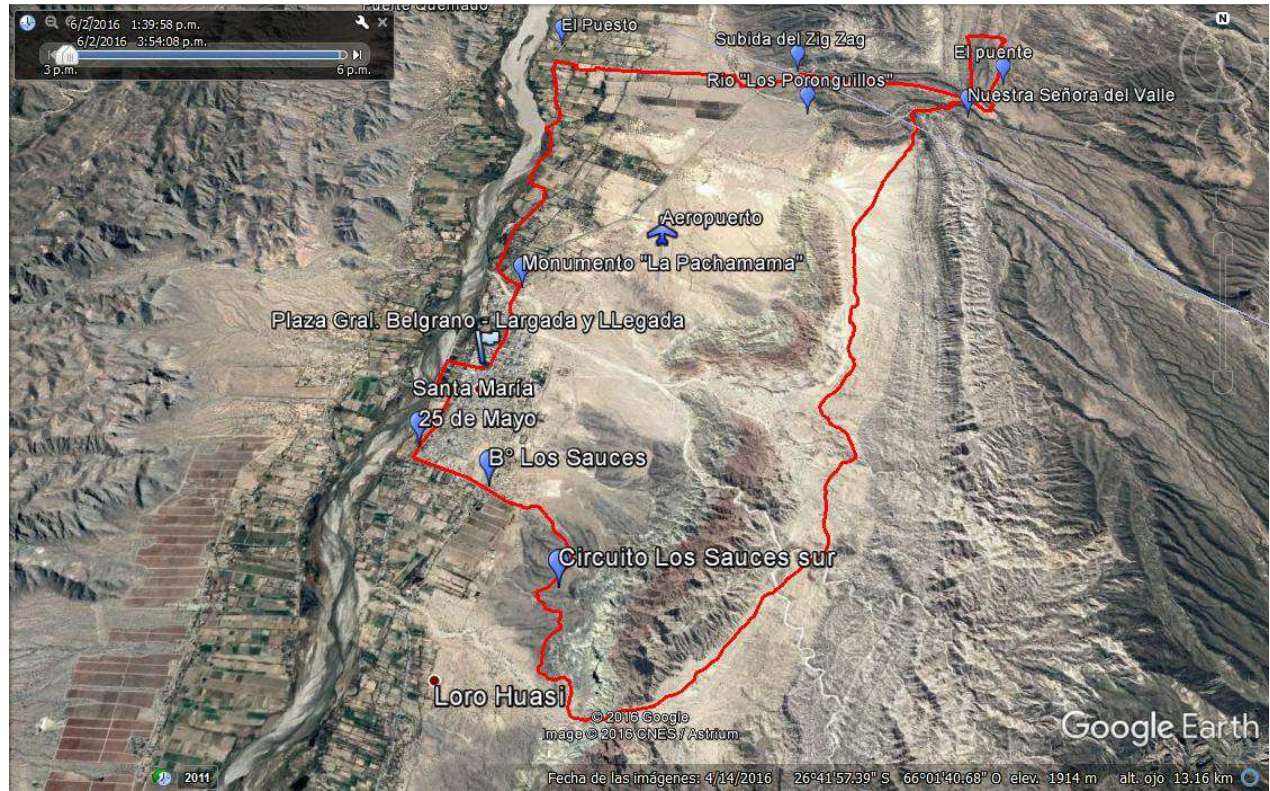 6/2/2016 1:39:58 p.m.
6/2/2016 3:54:08 p.m.
3 p.m.
6 p.m.
Fuerte Quemado
N
El Puesto
Subida del Zig Zag
El puente
Rio "Los Poronguillos"
Nuestra Señora del Valle
Aeropuerto
Monumento "La Pachamama"
Plaza Gral. Belgrano - Largada y LLegada
Santa María
25 de Mayo
B° Los Sauces
Circuito Los Sauces sur
Loro Huasi
© 2016 Google
Image © 2016 CNES / Astrium
Google Earth
2011
Fecha de las imágenes: 4/14/2016 26°41'57.39" S 66°01'40.68" O elev. 1914 m alt. ojo 13.16 km